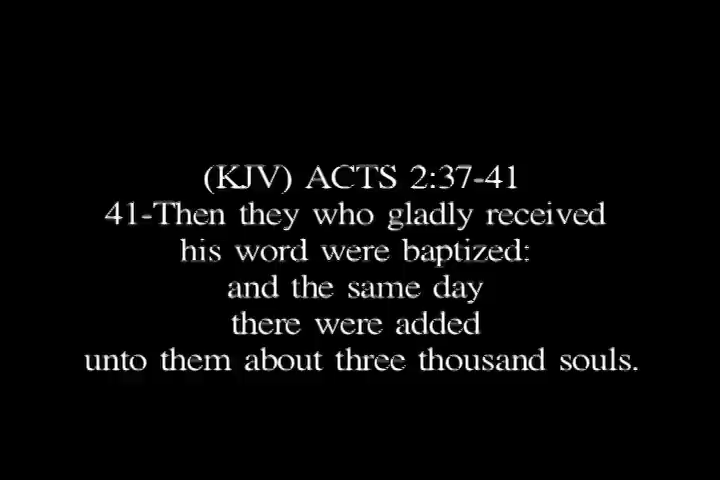 (KJV) ACTS 2:37-41
41-Then they who gladly received
his word were baptized:
and the same day
there were added
unto them about three thousand souls.